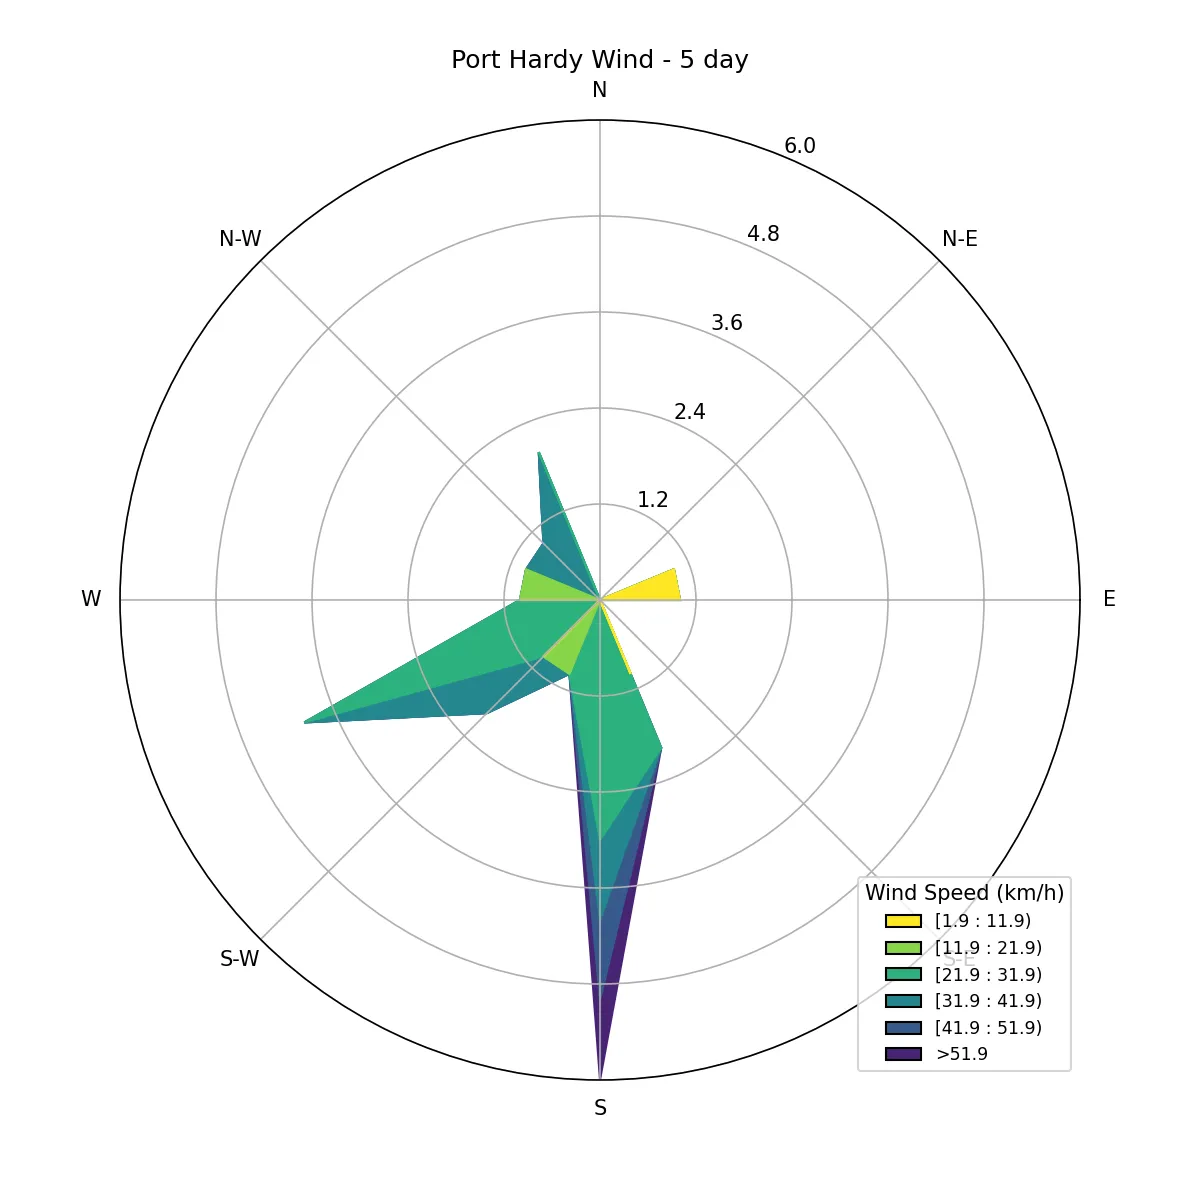 Port Hardy Wind - 5 day
N
6.0
4.8
N-W
N-E
3.6
2.4
1.2
W
E
S-W
S-E
Wind Speed (km/h)
[1.9 : 11.9)
[11.9 : 21.9)
[21.9 : 31.9)
[31.9 : 41.9)
[41.9 : 51.9)
>51.9
S